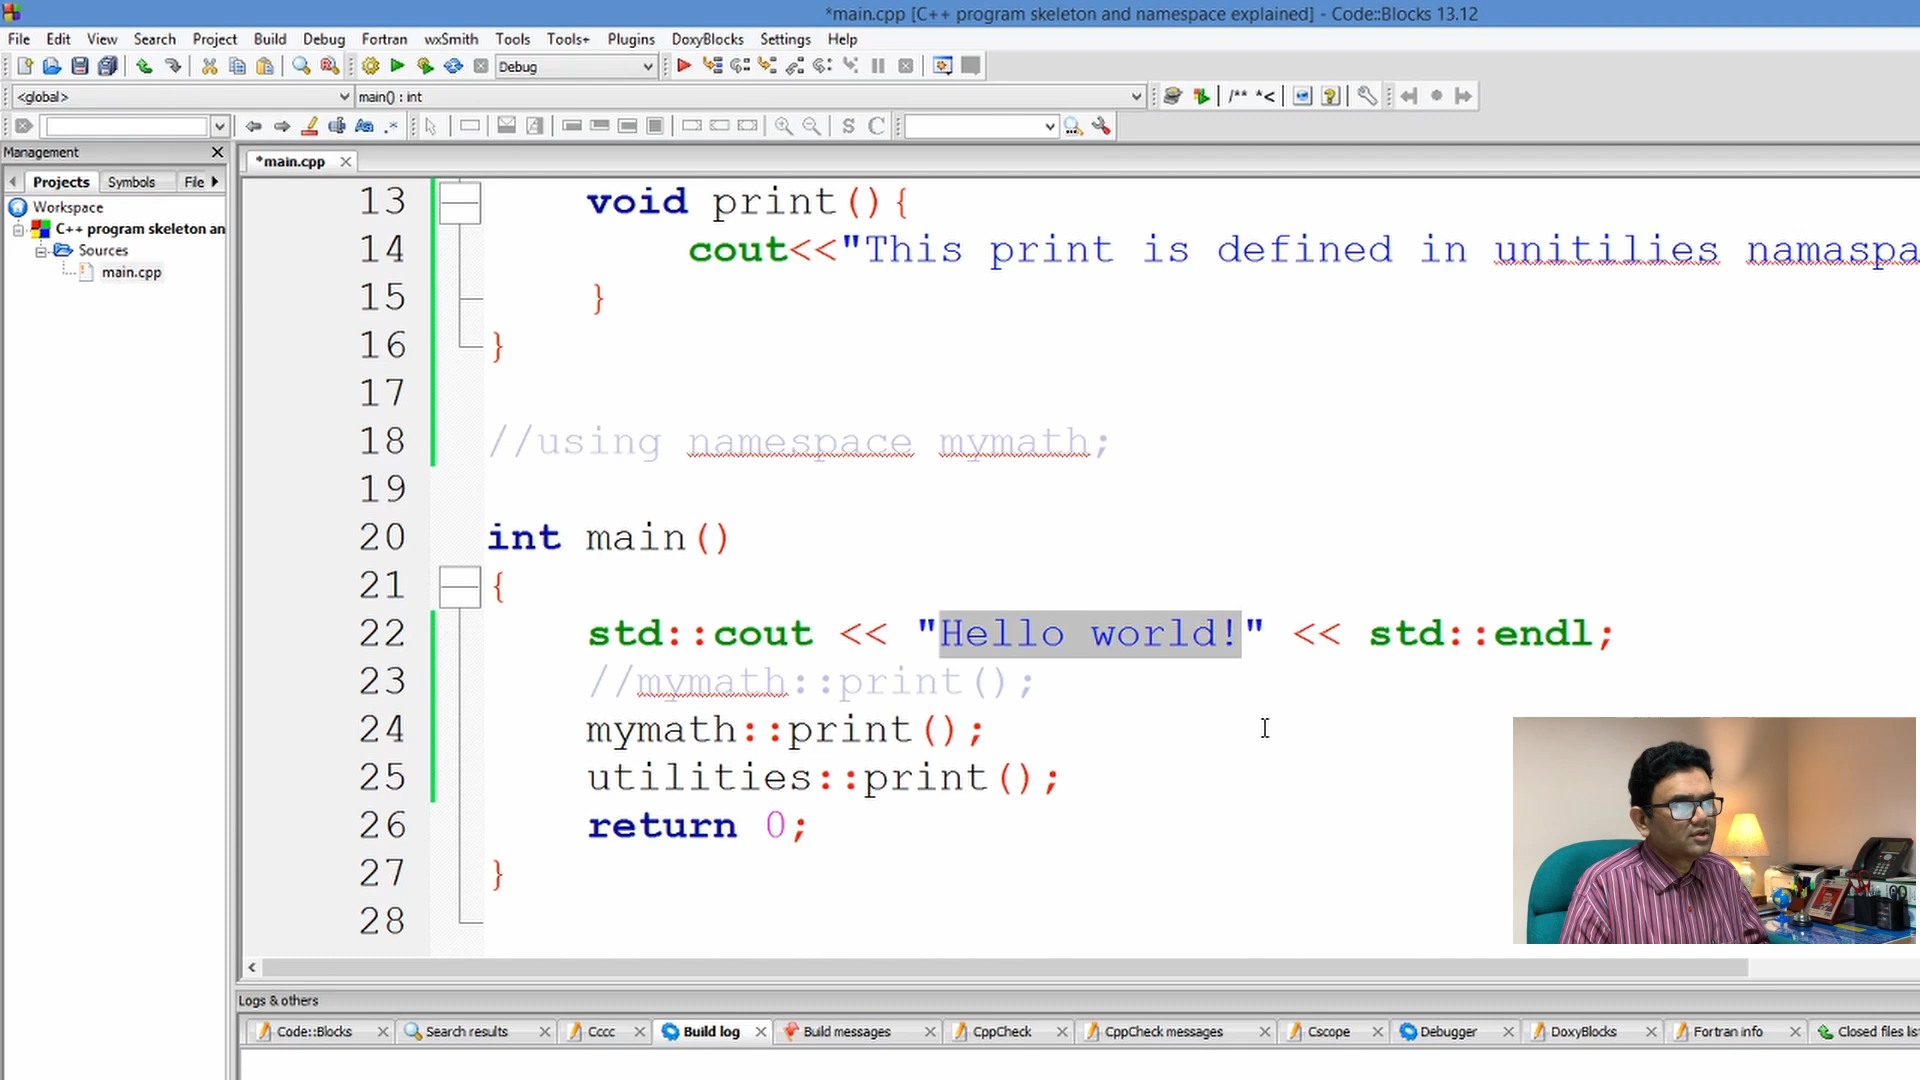 *main.cpp [C++ program skeleton and namespace explained] - Code::Blocks 13.12
File Edit View Search Project Build Debug Fortran wxSmith Tools Tools+ Plugins DoxyBlocks Settings Help
Debug
<global> main() : int
/** *<
S C
Management
*main.cpp
Projects Symbols File
Workspace
C++ program skeleton an
Sources
main.cpp
13 void print(){
14 cout<<"This print is defined in unitilies namaspa
15 }
16 }
17
18 //using namespace mymath;
19
20 int main()
21 {
22 std::cout << "Hello world!" << std::endl;
23 //mymath::print();
24 mymath::print();
25 utilities::print();
26 return 0;
27 }
28
Logs & others
Code::Blocks Search results Cccc Build log Build messages CppCheck CppCheck messages Cscope Debugger DoxyBlocks Fortran info Closed files lis